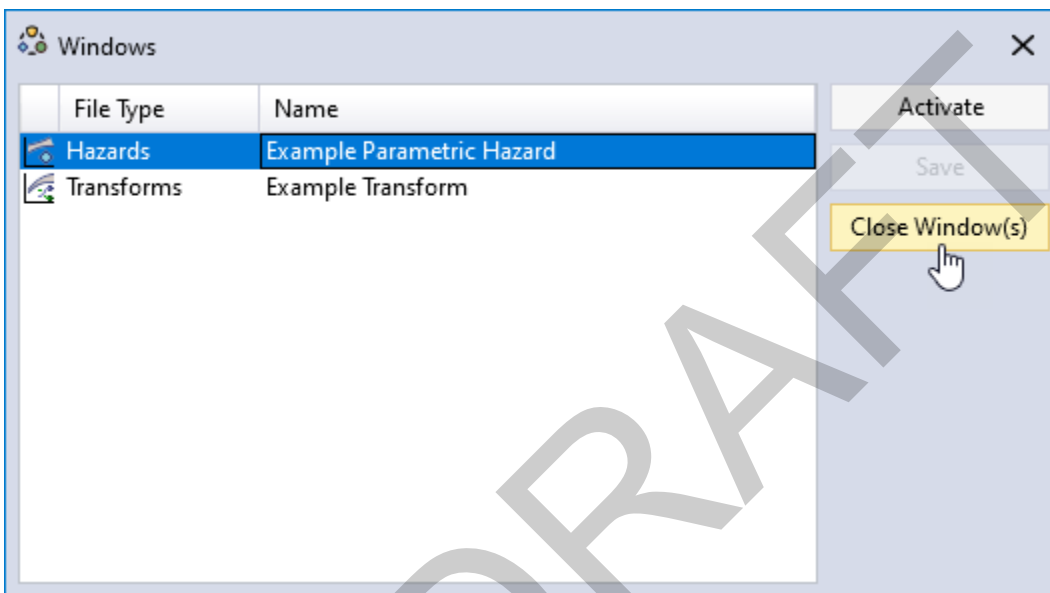 Windows
File Type Name Activate
Hazards Example Parametric Hazard
Save
Transforms Example Transform
Close Window(s)
DRAFT